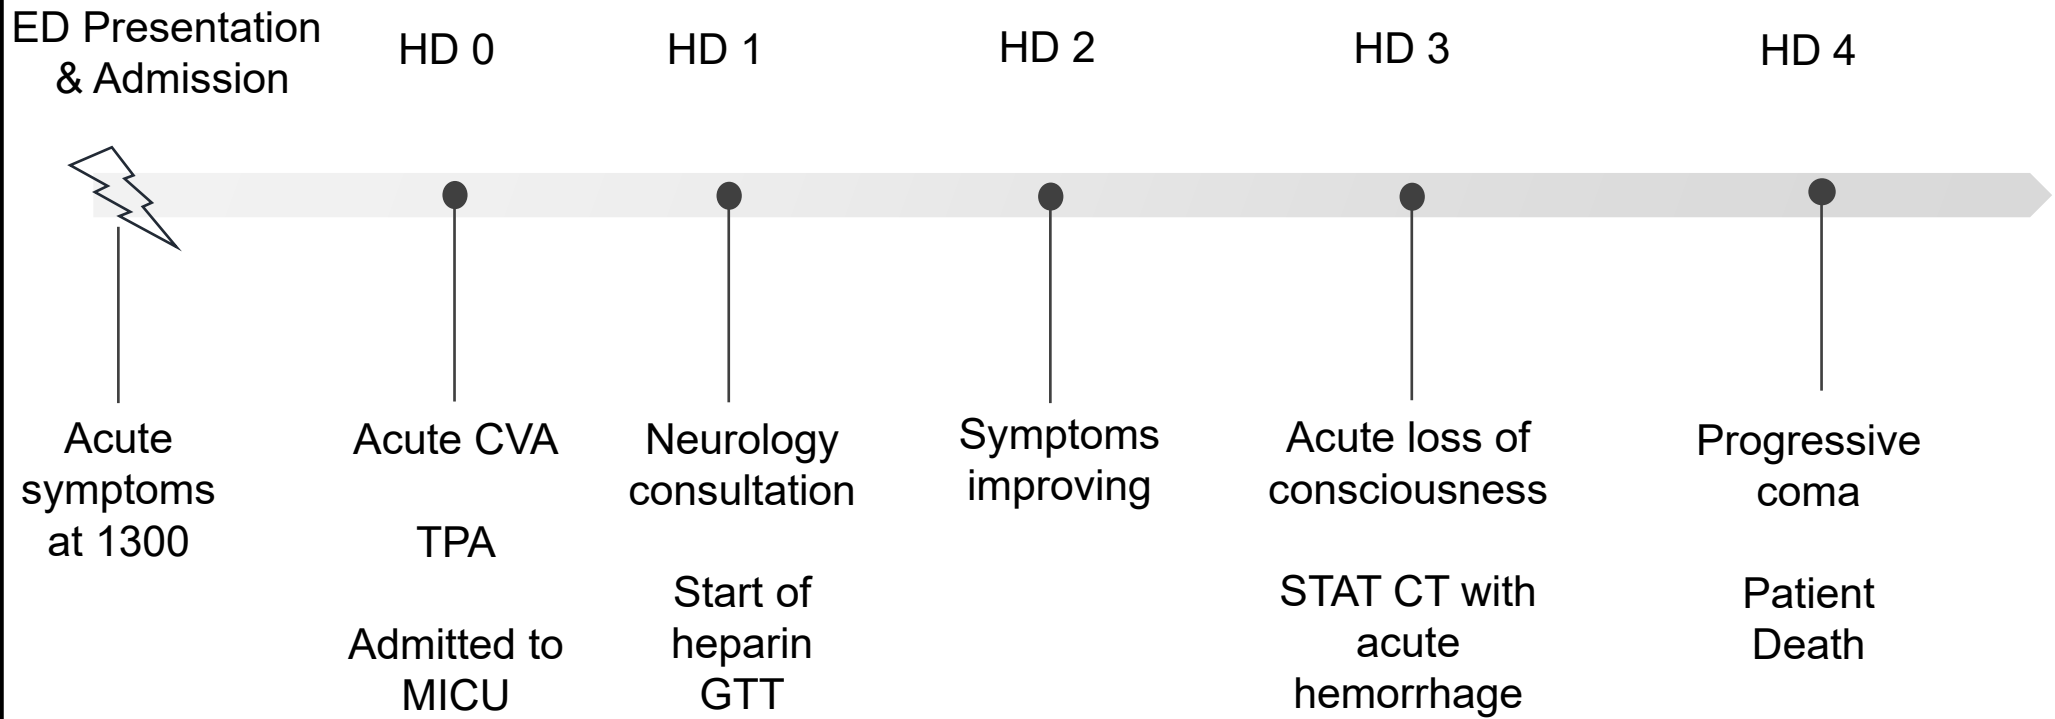 ED Presentation
& Admission
HD 0
HD 1
HD 2
HD 3
HD 4
Acute
symptoms
at 1300
Acute CVA
TPA
Admitted to
MICU
Neurology
consultation
Start of
heparin
GTT
Symptoms
improving
Acute loss of
consciousness
STAT CT with
acute
hemorrhage
Progressive
coma
Patient
Death